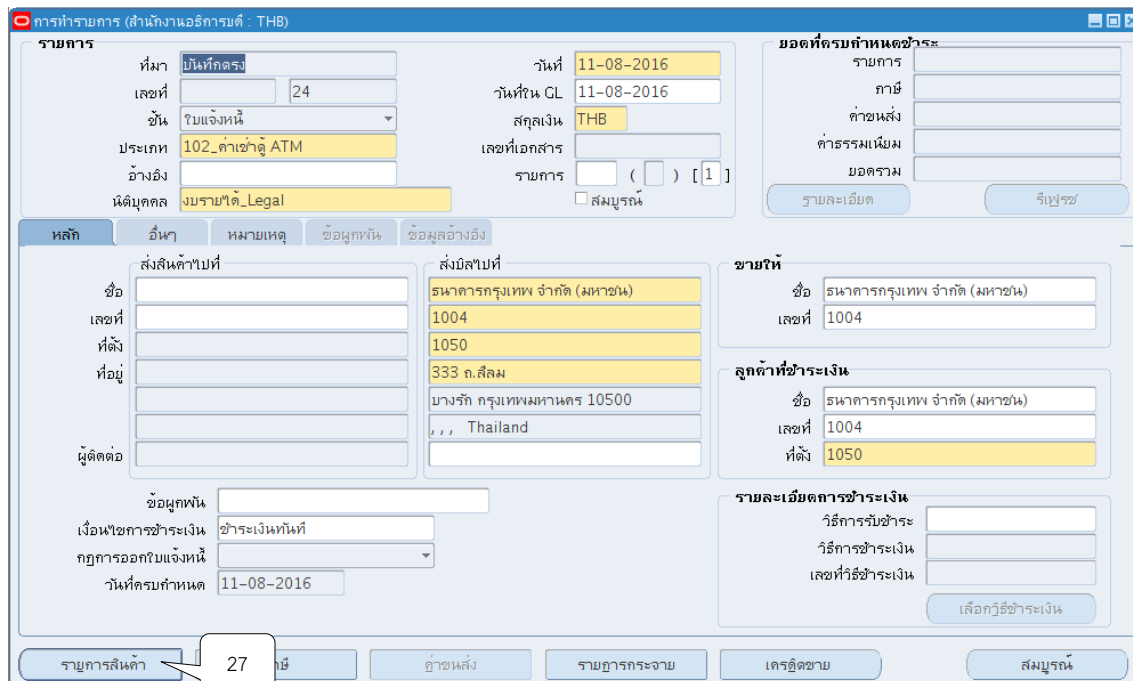 การทำรายการ (สำนักงานอธิการบดี : THB)
รายการ
ที่มา บันทึกตรง
เลขที่ 24
ชั้น ใบแจ้งหนี้
ประเภท 102_ค่าเช่าตู้ ATM
อ้างอิง
นิติบุคคล งบรายได้_Legal
วันที่ 11-08-2016
วันที่ใน GL 11-08-2016
สกุลเงิน THB
เลขที่เอกสาร
รายการ ( ) [ 1 ]
สมบูรณ์
ยอดที่ครบกำหนดชำระ
รายการ
ภาษี
ค่าขนส่ง
ค่าธรรมเนียม
ยอดรวม
รายละเอียด รีเฟรช
หลัก อื่นๆ หมายเหตุ ข้อผูกพัน ข้อมูลอ้างอิง
ส่งสินค้าไปที่
ชื่อ
เลขที่
ที่ตั้ง
ที่อยู่
ผู้ติดต่อ
ส่งบิลไปที่
ธนาคารกรุงเทพ จำกัด (มหาชน)
1004
1050
333 ถ.สีลม
บางรัก กรุงเทพมหานคร 10500
, , , Thailand
ขายให้
ชื่อ ธนาคารกรุงเทพ จำกัด (มหาชน)
เลขที่ 1004
ลูกค้าที่ชำระเงิน
ชื่อ ธนาคารกรุงเทพ จำกัด (มหาชน)
เลขที่ 1004
ที่ตั้ง 1050
ข้อผูกพัน
เงื่อนไขการชำระเงิน ชำระเงินทันที
กฎการออกใบแจ้งหนี้
วันที่ครบกำหนด 11-08-2016
รายละเอียดการชำระเงิน
วิธีการรับชำระ
วิธีการชำระเงิน
เลขที่วิธีชำระเงิน
เลือกวิธีชำระเงิน
รายการสินค้า 27 ค่าขนส่ง รายการกระจาย เครดิตขาย สมบูรณ์